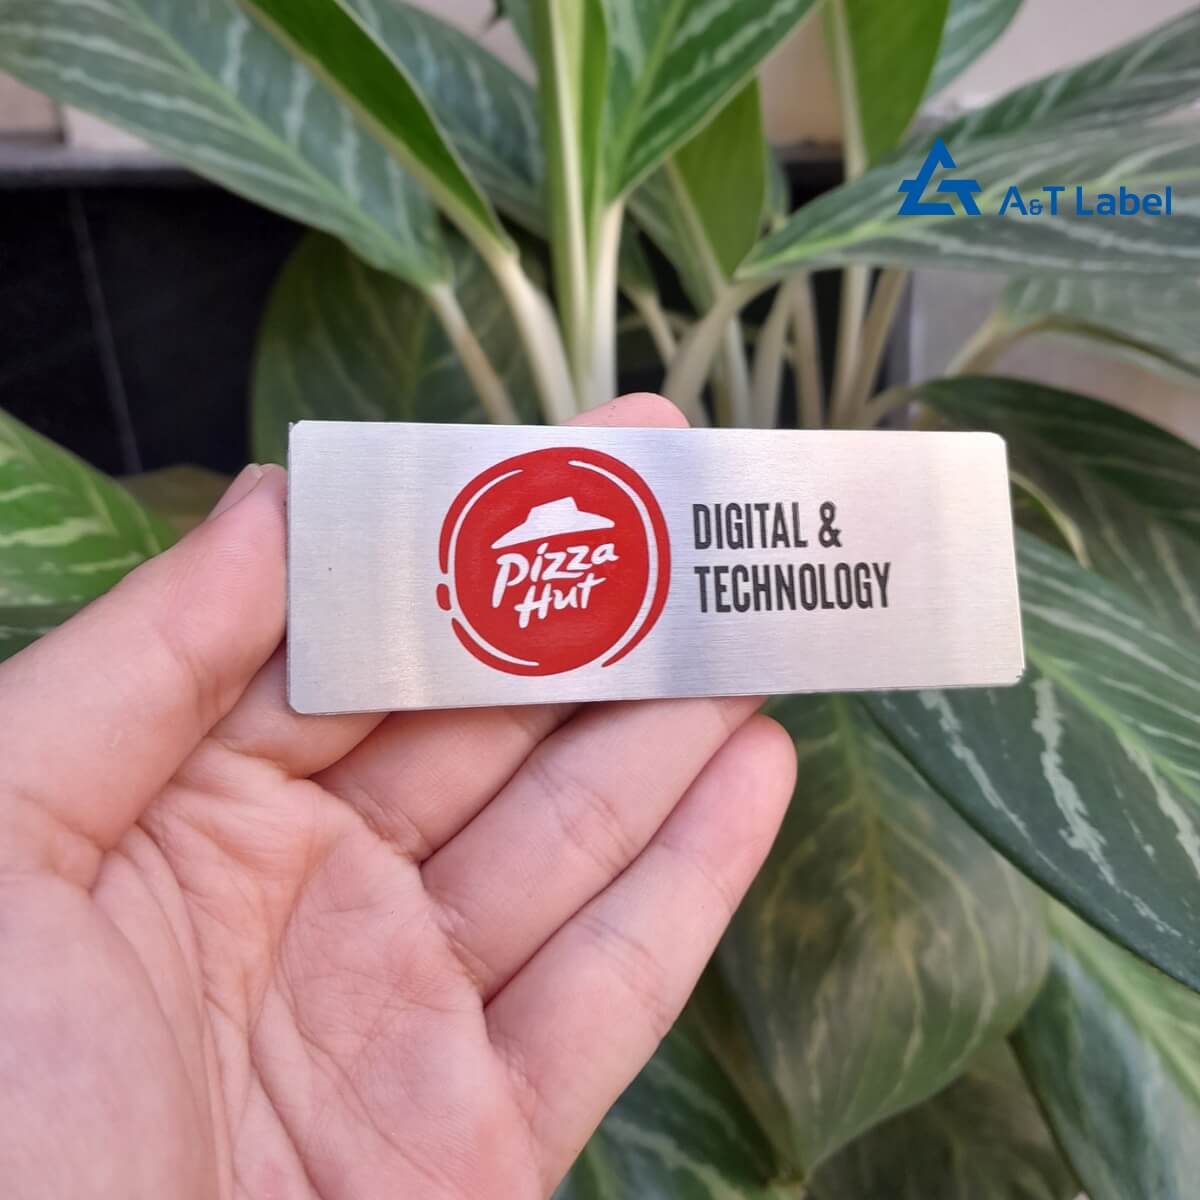 A&T Label
Pizza
Hut
DIGITAL &
TECHNOLOGY